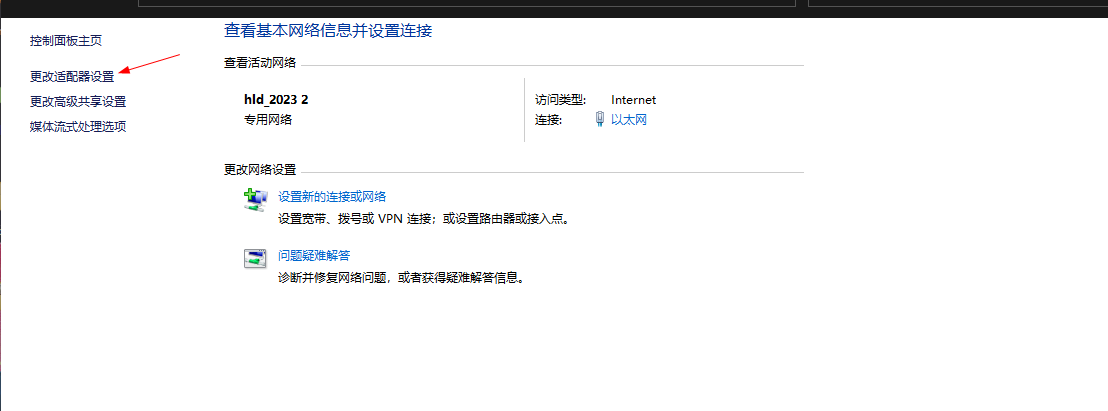 查看基本网络信息并设置连接
控制面板主页
更改适配器设置
更改高级共享设置
媒体流式处理选项
查看活动网络
hld_2023 2
专用网络
访问类型: Internet
连接: 以太网
更改网络设置
设置新的连接或网络
设置宽带、拨号或 VPN 连接；或设置路由器或接入点。
问题疑难解答
诊断并修复网络问题，或者获得疑难解答信息。